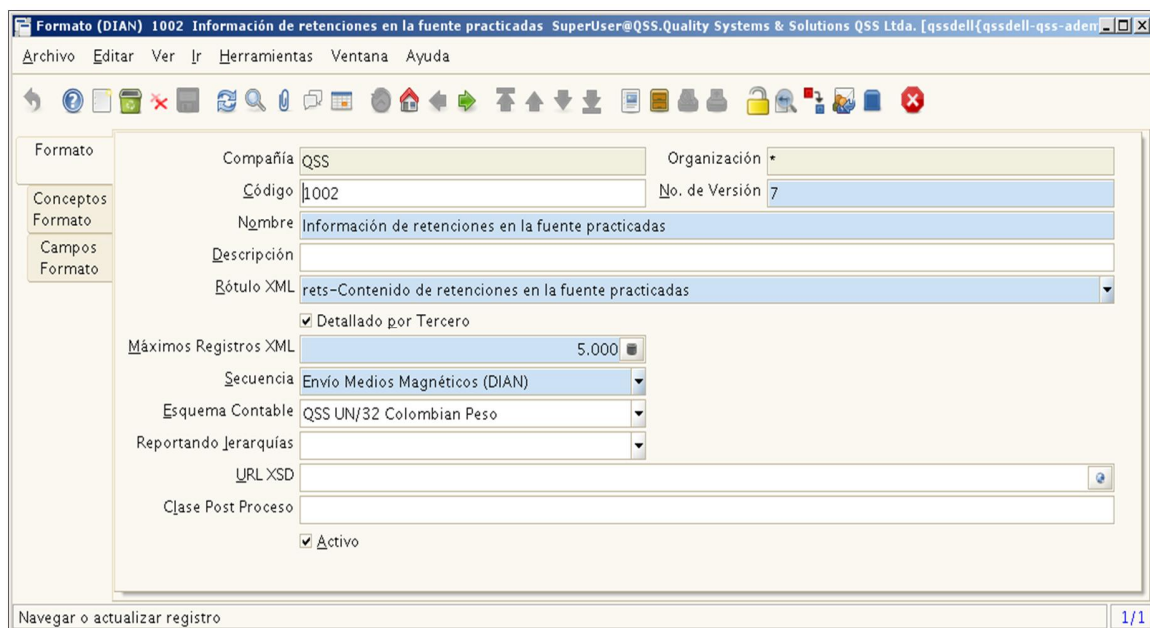 Formato (DIAN) 1002 Información de retenciones en la fuente practicadas SuperUser@QSS.Quality Systems & Solutions QSS Ltda. [qssdell{qssdell-qss-adem
Archivo Editar Ver Ir Herramientas Ventana Ayuda
Formato
Conceptos
Formato
Campos
Formato
Compañía QSS Organización *
Código 1002 No. de Versión 7
Nombre Información de retenciones en la fuente practicadas
Descripción
Rótulo XML rets-Contenido de retenciones en la fuente practicadas
Detallado por Tercero
Máximos Registros XML 5.000
Secuencia Envío Medios Magnéticos (DIAN)
Esquema Contable QSS UN/32 Colombian Peso
Reportando Jerarquías
URL XSD
Clase Post Proceso
Activo
Navegar o actualizar registro 1/1